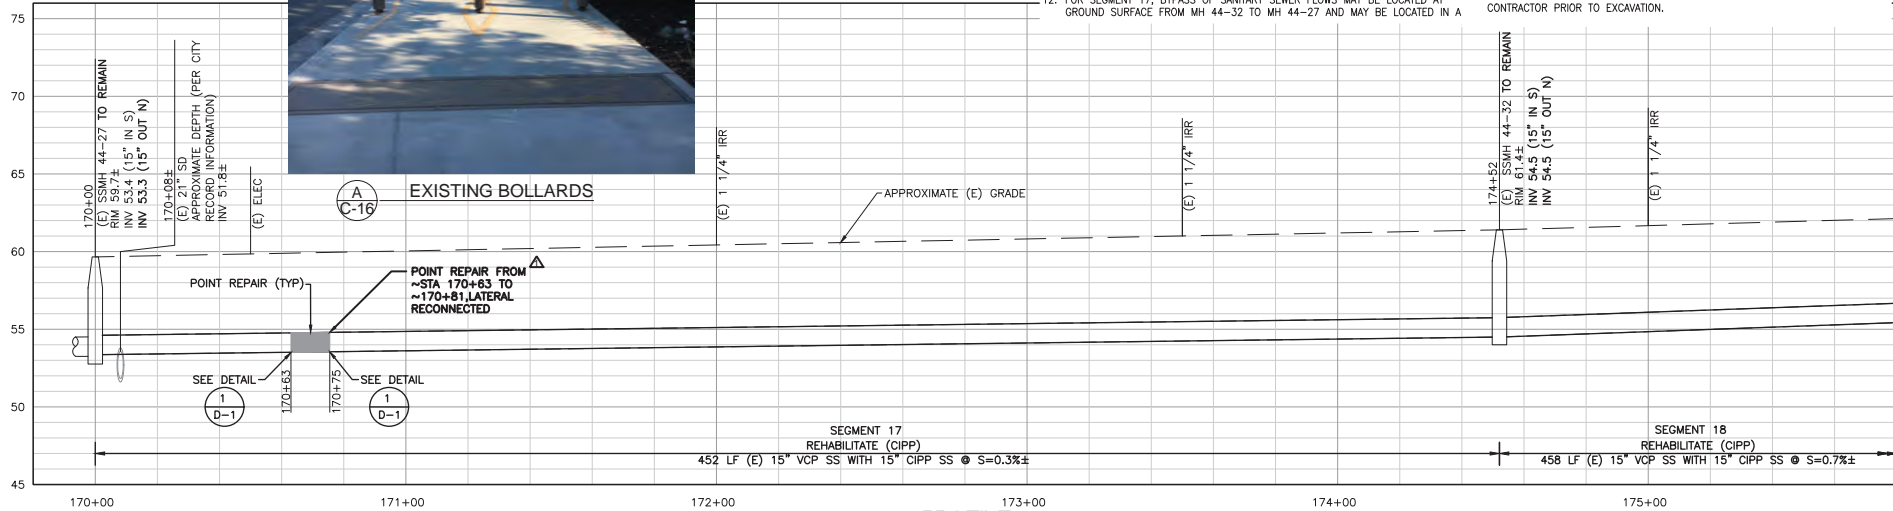 12. FOR SEGMENT 17, BYPASS OF SANITARY SEWER FLOWS MAY BE LOCATED AT
GROUND SURFACE FROM MH 44-32 TO MH 44-27 AND MAY BE LOCATED IN A
CONTRACTOR PRIOR TO EXCAVATION.
75
70
65
60
55
50
45
170+00
(E) SSMH 44-27 TO REMAIN
RIM 59.7±
INV 53.4 (15" IN S)
INV 53.3 (15" OUT N)
170+08±
(E) 21" SD
APPROXIMATE DEPTH (PER CITY
RECORD INFORMATION)
INV 51.8±
(E) ELEC
A
C-16
EXISTING BOLLARDS
(E) 1 1/4" IRR
APPROXIMATE (E) GRADE
(E) 1 1/4" IRR
174+52
(E) SSMH 44-32 TO REMAIN
RIM 61.4±
INV 54.5 (15" IN S)
INV 54.5 (15" OUT N)
(E) 1 1/4" IRR
POINT REPAIR (TYP)
POINT REPAIR FROM
~STA 170+63 TO
~170+81,LATERAL
RECONNECTED
1
SEE DETAIL
1
D-1
170+63
170+75
SEE DETAIL
1
D-1
SEGMENT 17
REHABILITATE (CIPP)
452 LF (E) 15" VCP SS WITH 15" CIPP SS @ S=0.3%±
SEGMENT 18
REHABILITATE (CIPP)
458 LF (E) 15" VCP SS WITH 15" CIPP SS @ S=0.7%±
170+00
171+00
172+00
173+00
174+00
175+00